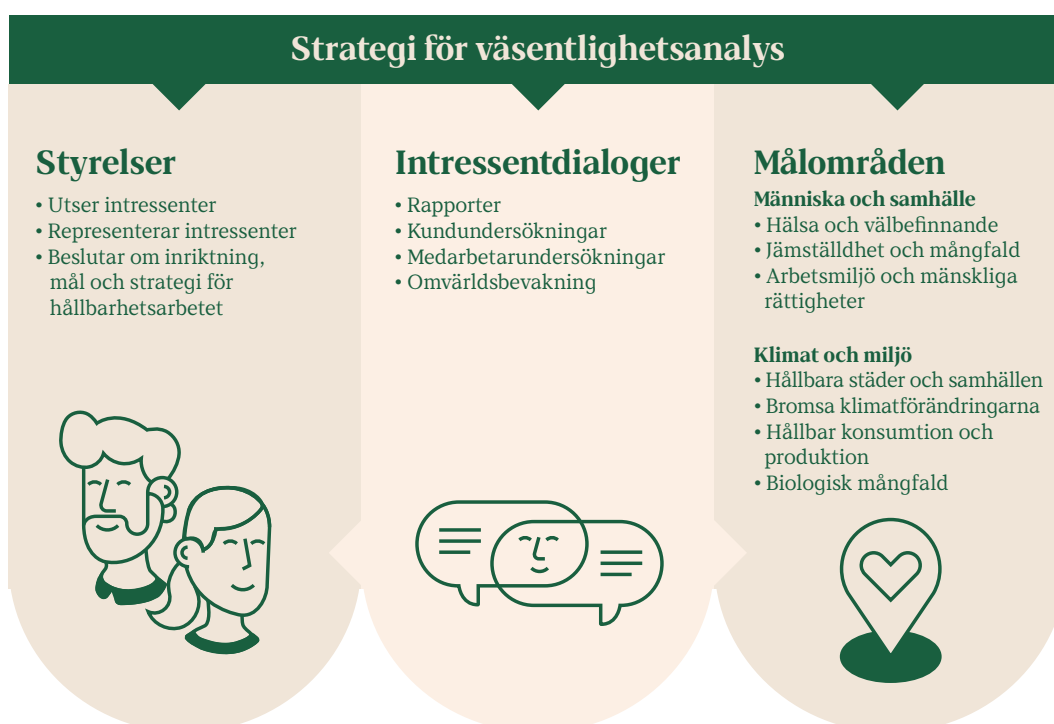 Strategi för väsentlighetsanalys
Styrelser
• Utser intressenter
• Representerar intressenter
• Beslutar om inriktning,
mål och strategi för
hållbarhetsarbetet
Intressentdialoger
• Rapporter
• Kundundersökningar
• Medarbetarundersökningar
• Omvärldsbevakning
Målområden
Människa och samhälle
• Hälsa och välbefinnande
• Jämställdhet och mångfald
• Arbetsmiljö och mänskliga
rättigheter
Klimat och miljö
• Hållbara städer och samhällen
• Bromsa klimatförändringarna
• Hållbar konsumtion och
produktion
• Biologisk mångfald